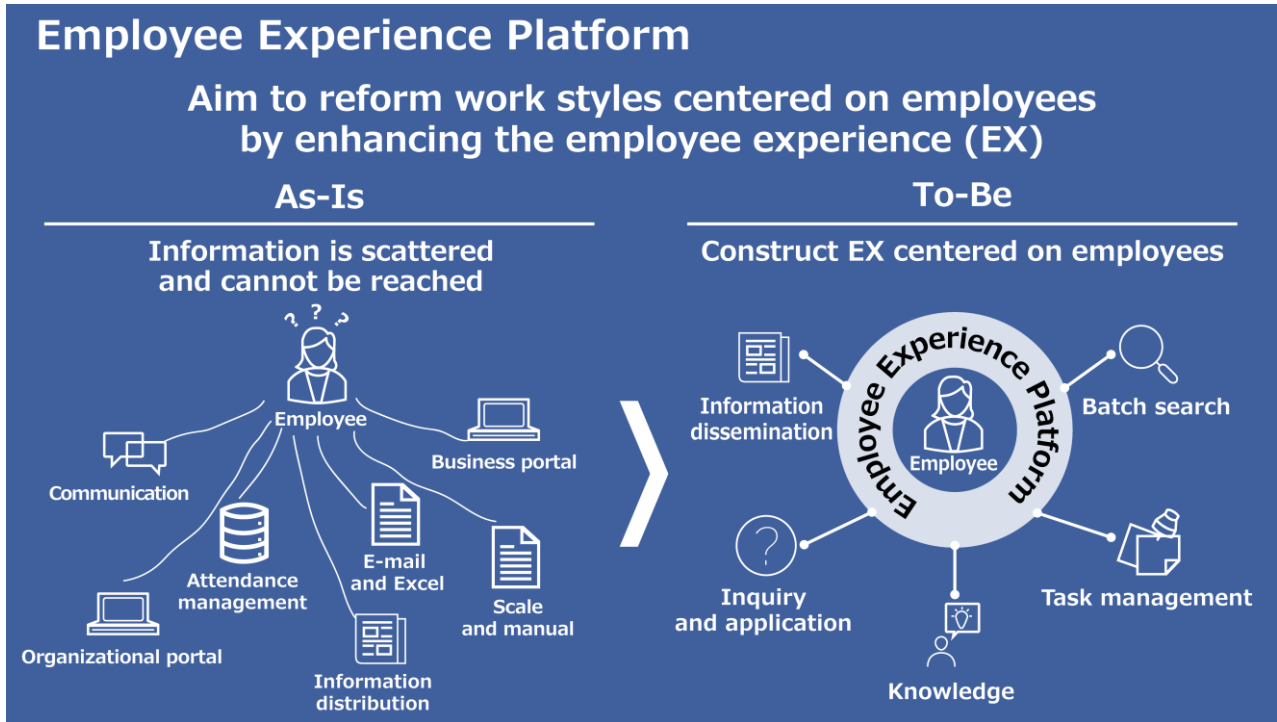 Employee Experience Platform
Aim to reform work styles centered on employees
by enhancing the employee experience (EX)
As-Is
Information is scattered
and cannot be reached
? ? ?
Employee
Communication
Business portal
Attendance
management
E-mail
and Excel
Scale
and manual
Organizational portal
Information
distribution
To-Be
Construct EX centered on employees
Employee Experience Platform
Employee
Information
dissemination
Batch search
?
Inquiry
and application
Task management
Knowledge